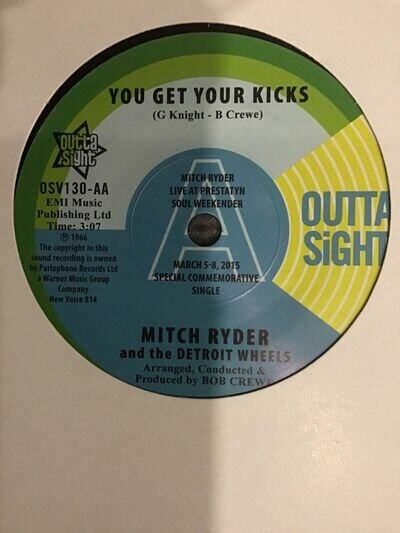 YOU GET YOUR KICKS
(G Knight - B Crewe)
outta
sight
OSV130-AA
EMI Music
Publishing Ltd
Time: 3:07
℗ 1966
The copyright in this
sound recording is owned
by Parlophone Records Ltd
a Warner Music Group
Company
New Voice 814
A
MITCH RYDER
LIVE AT PRESTATYN
SOUL WEEKENDER
MARCH 5-8, 2015
SPECIAL COMMEMORATIVE
SINGLE
OUTTA
SiGHT
MITCH RYDER
and the DETROIT WHEELS
Arranged, Conducted &
Produced by BOB CREWE